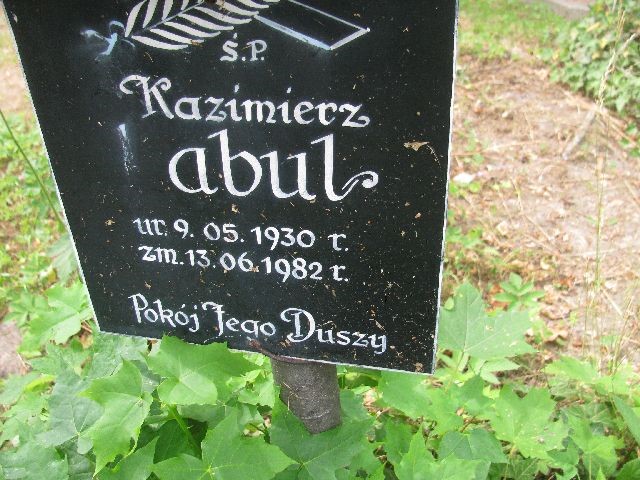 Ś.P.
Kazimierz
abul
ur. 9. 05. 1930 r.
zm. 13. 06. 1982 r.
Pokój Jego Duszy